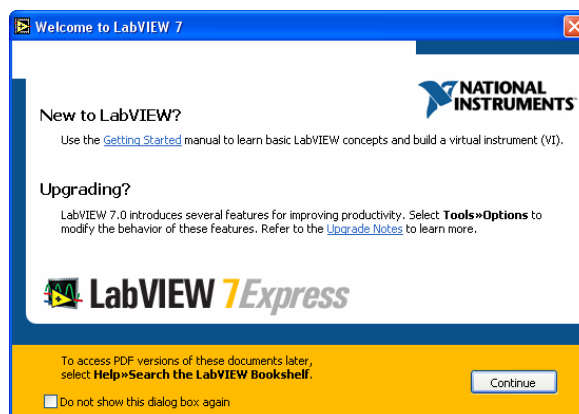 Welcome to LabVIEW 7
NATIONAL
INSTRUMENTS
New to LabVIEW?
Use the Getting Started manual to learn basic LabVIEW concepts and build a virtual instrument (VI).
Upgrading?
LabVIEW 7.0 introduces several features for improving productivity. Select Tools»Options to
modify the behavior of these features. Refer to the Upgrade Notes to learn more.
LabVIEW 7Express
To access PDF versions of these documents later,
select Help»Search the LabVIEW Bookshelf.
Continue
Do not show this dialog box again